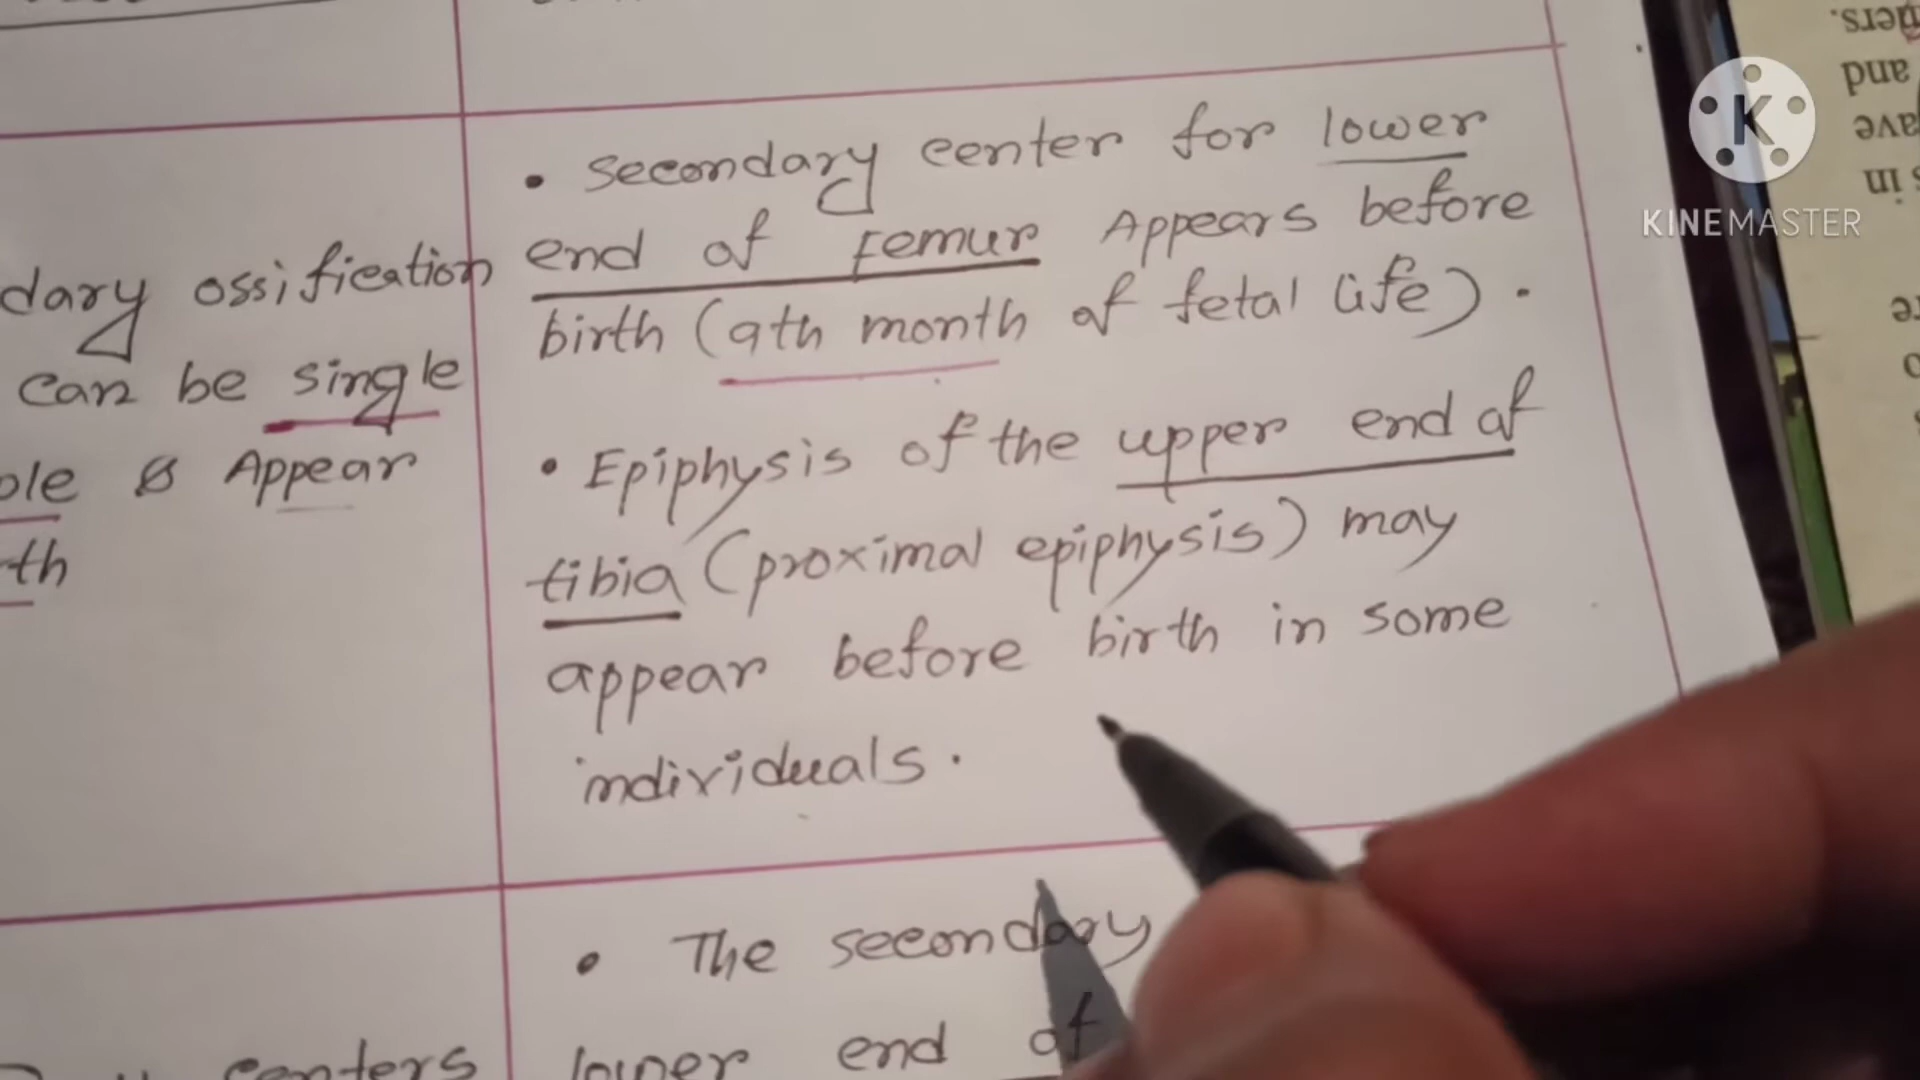 dary ossification
can be single
ole & Appear
th
centers
• Secondary center for lower
end of Femur Appears before
birth (9th month of fetal life).
• Epiphysis of the upper end of
tibia (proximal epiphysis) may
appear before birth in some
individuals.
• The secondary
lower end of
KINEMASTER
and
in